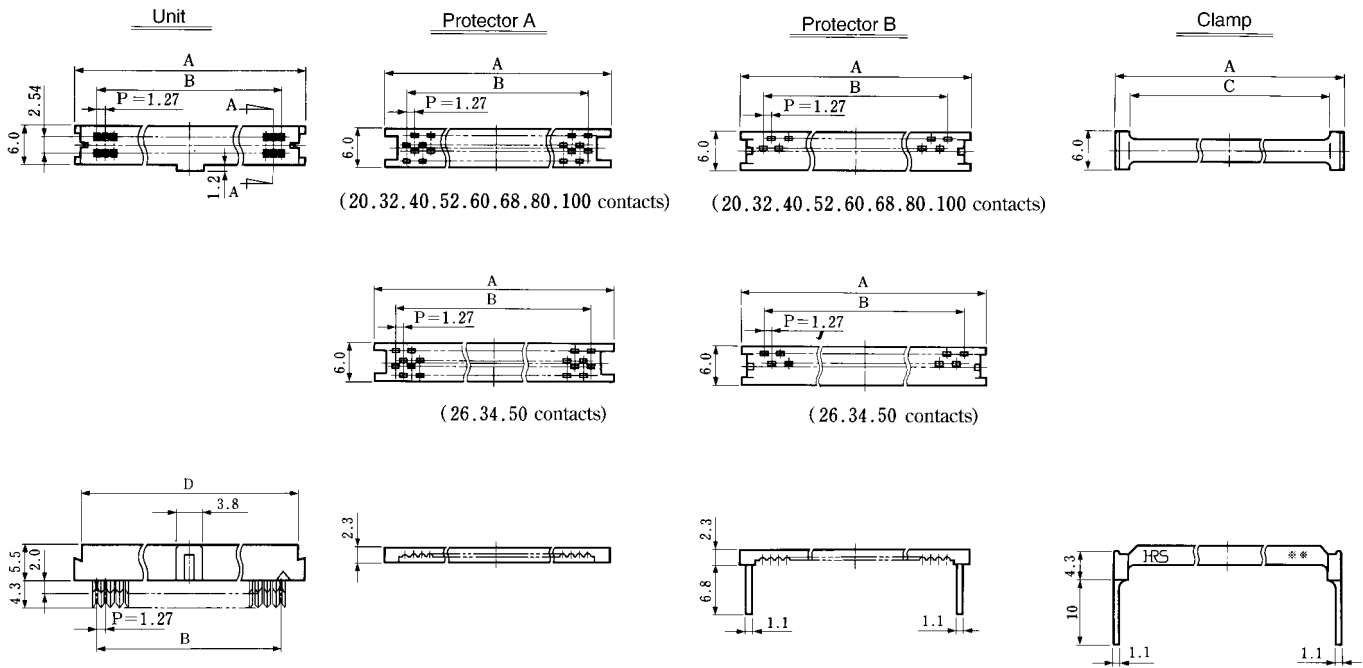 Unit
Protector A
Protector B
Clamp
A
B
P=1.27
A
2.54
6.0
1.2
A
A
B
P=1.27
6.0
(20.32.40.52.60.68.80.100 contacts)
A
B
P=1.27
6.0
(20.32.40.52.60.68.80.100 contacts)
A
C
6.0
A
B
P=1.27
6.0
(26.34.50 contacts)
A
B
P=1.27
6.0
(26.34.50 contacts)
D
3.8
5.5
2.0
4.3
P=1.27
B
2.3
2.3
6.8
1.1
1.1
HRS
※※
4.3
10
1.1
1.1